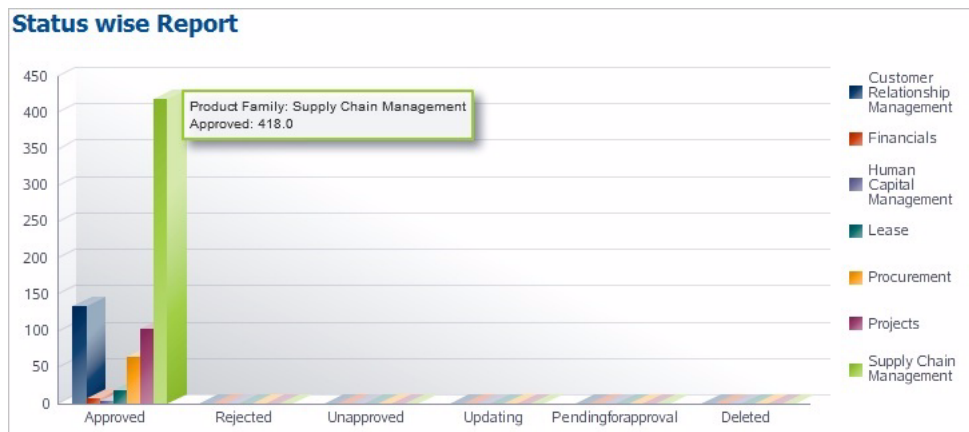 Status wise Report
450
400
350
300
250
200
150
100
50
0
Product Family: Supply Chain Management
Approved: 418.0
Approved
Rejected
Unapproved
Updating
Pendingforapproval
Deleted
Customer
Relationship
Management
Financials
Human
Capital
Management
Lease
Procurement
Projects
Supply Chain
Management